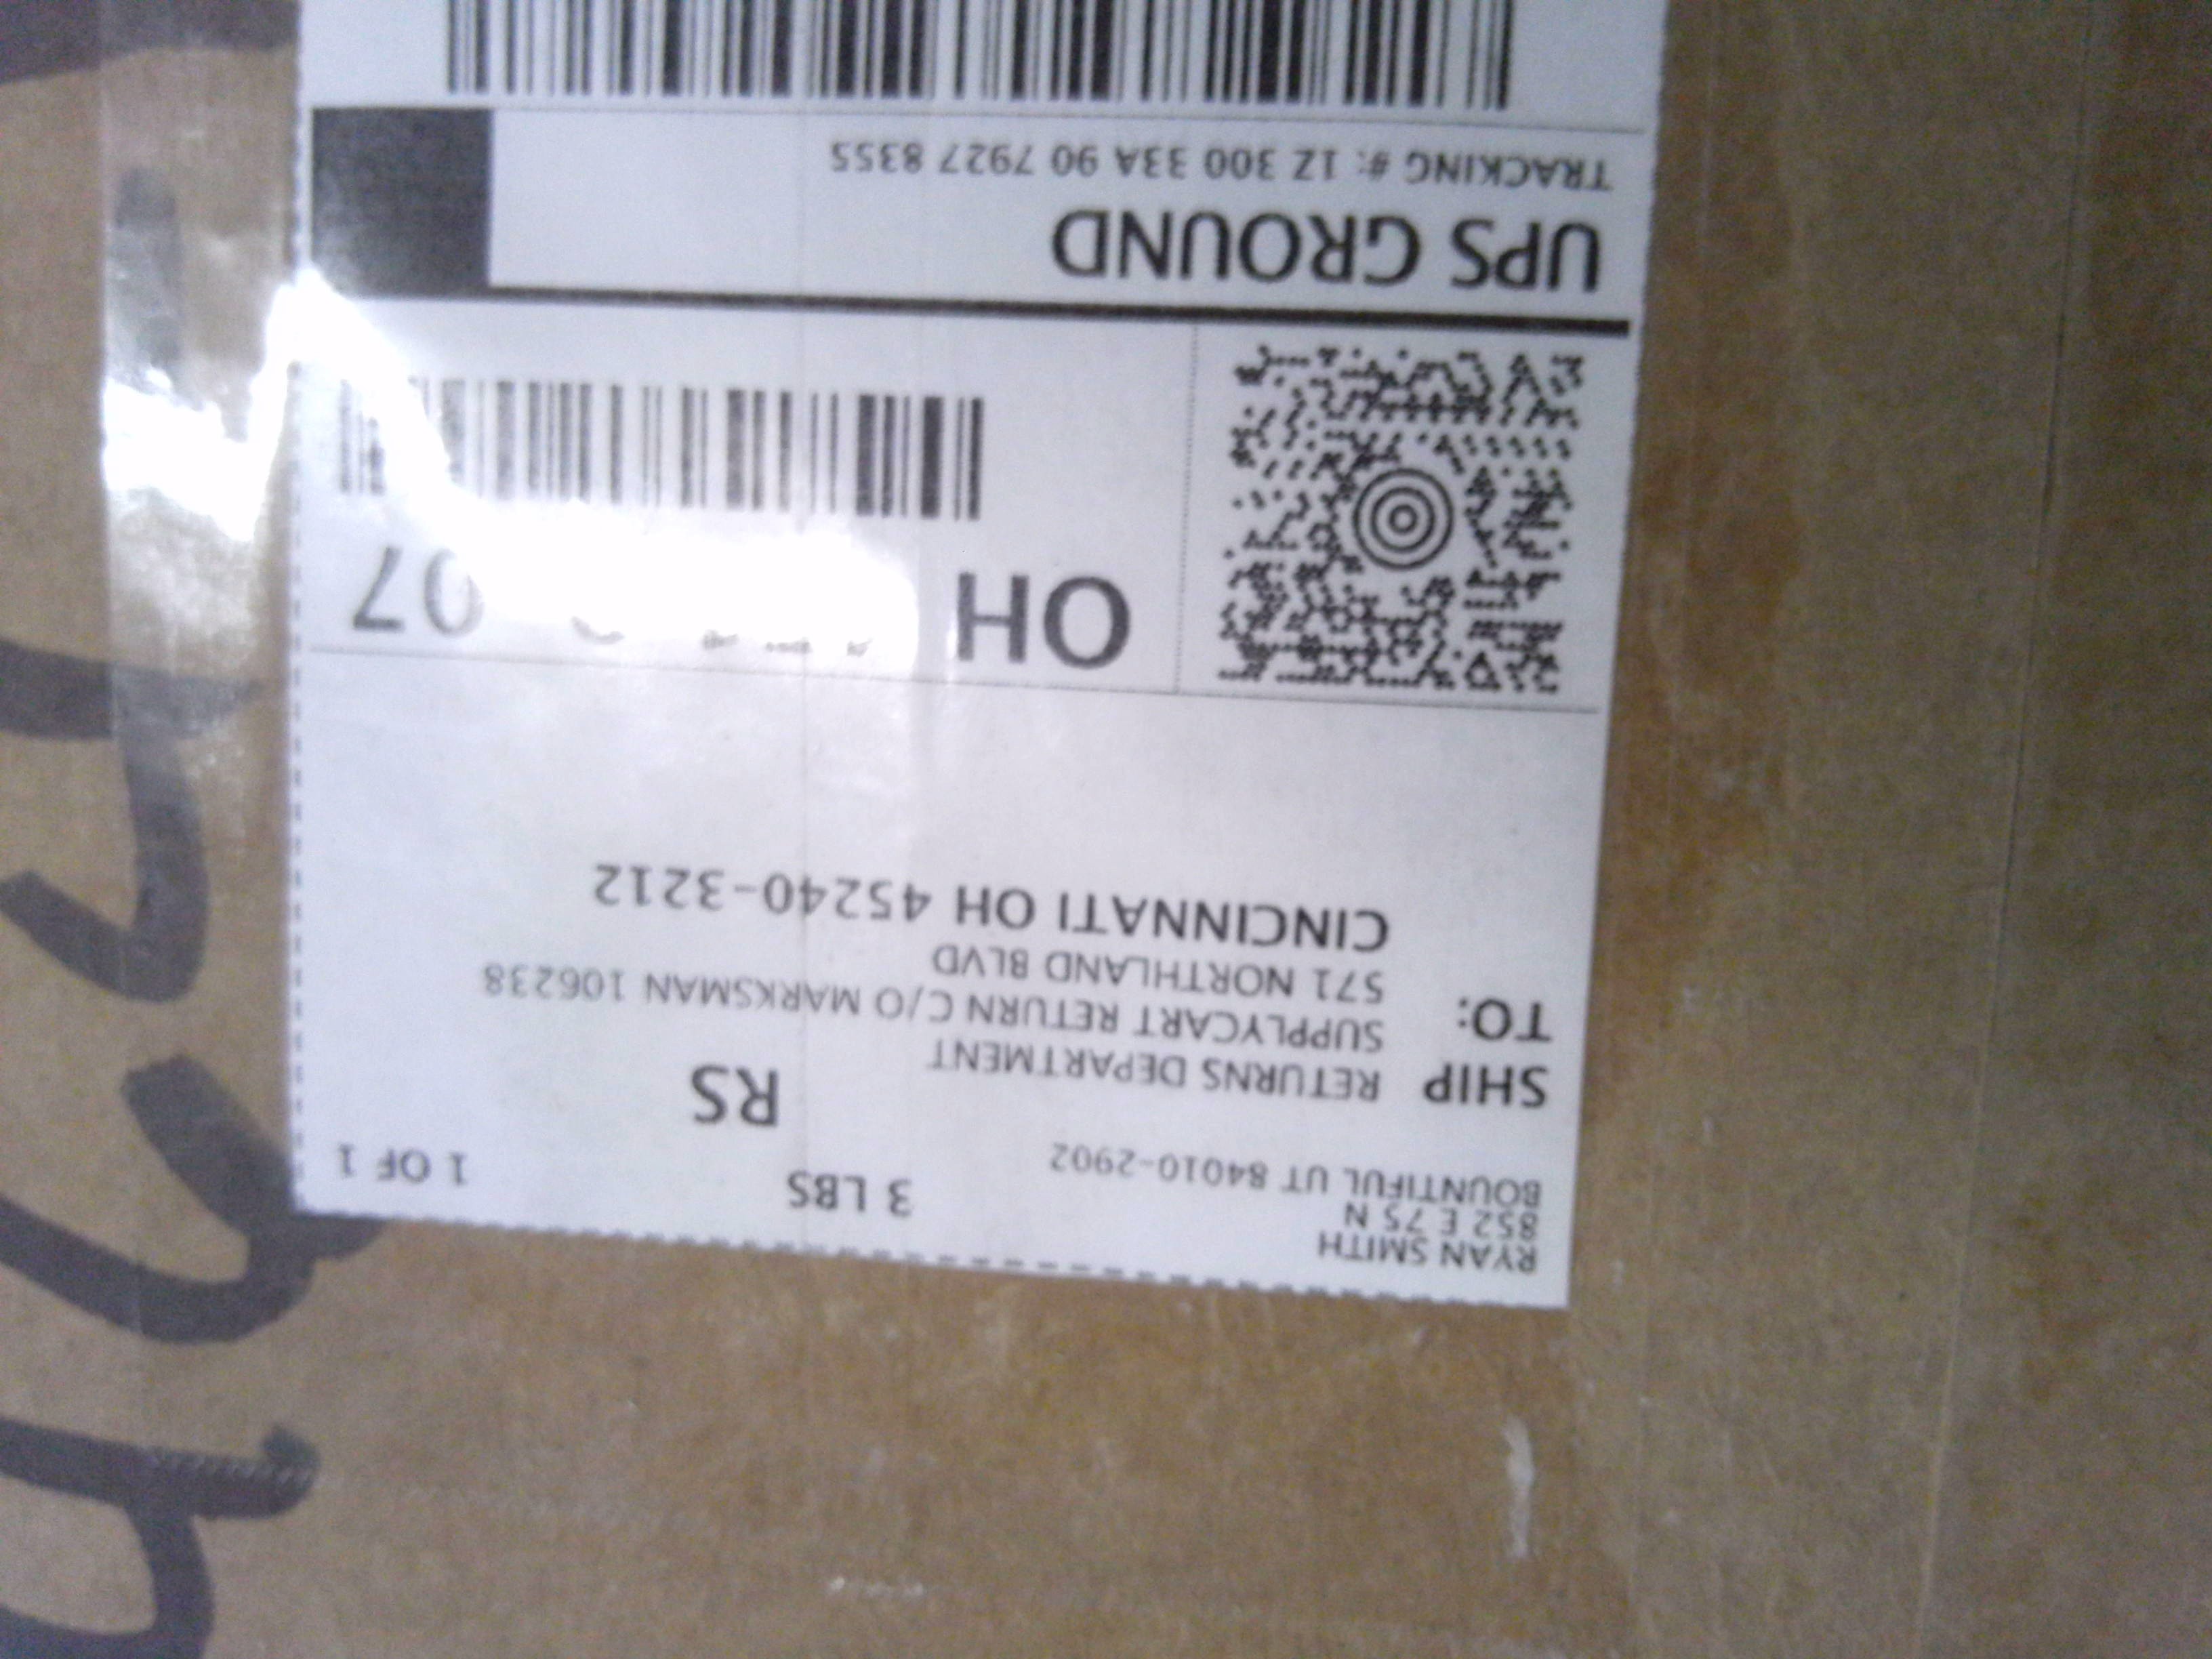 RYAN SMITH
852 E 75 N
BOUNTIFUL UT 84010-2902
3 LBS
1 OF 1
RS
SHIP TO:
RETURNS DEPARTMENT
SUPPLYCART RETURN C/O MARKSMAN 106238
571 NORTHLAND BLVD
CINCINNATI OH 45240-3212
OH 07
UPS GROUND
TRACKING #: 1Z 300 33A 90 7927 8355